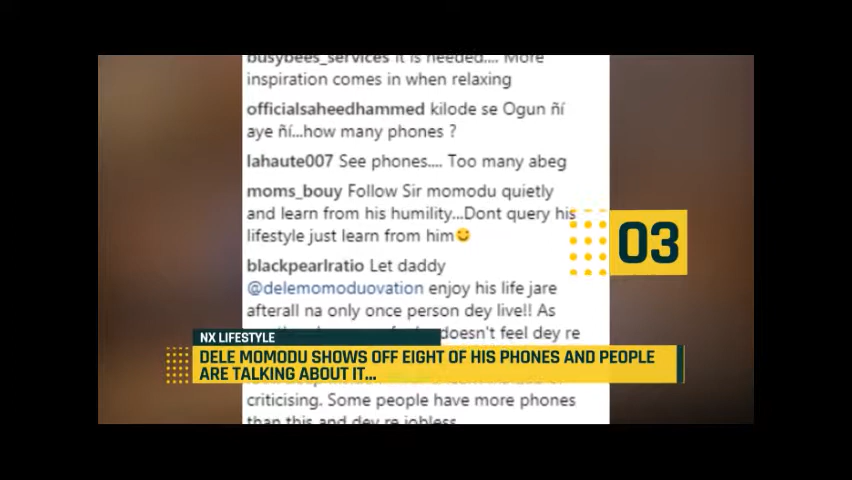 busybees_services It is needed.... More
inspiration comes in when relaxing
officialsaheedhammed kilode se Ogun ñí
aye ñí...how many phones ?
lahaute007 See phones.... Too many abeg
moms_bouy Follow Sir momodu quietly
and learn from his humility...Dont query his
lifestyle just learn from him
03
blackpearlratio Let daddy
@delemomoduovation enjoy his life jare
afterall na only once person dey live!! As
doesn't feel dey re
NX LIFESTYLE
DELE MOMODU SHOWS OFF EIGHT OF HIS PHONES AND PEOPLE
ARE TALKING ABOUT IT...
criticising. Some people have more phones
than this and dey re jobless